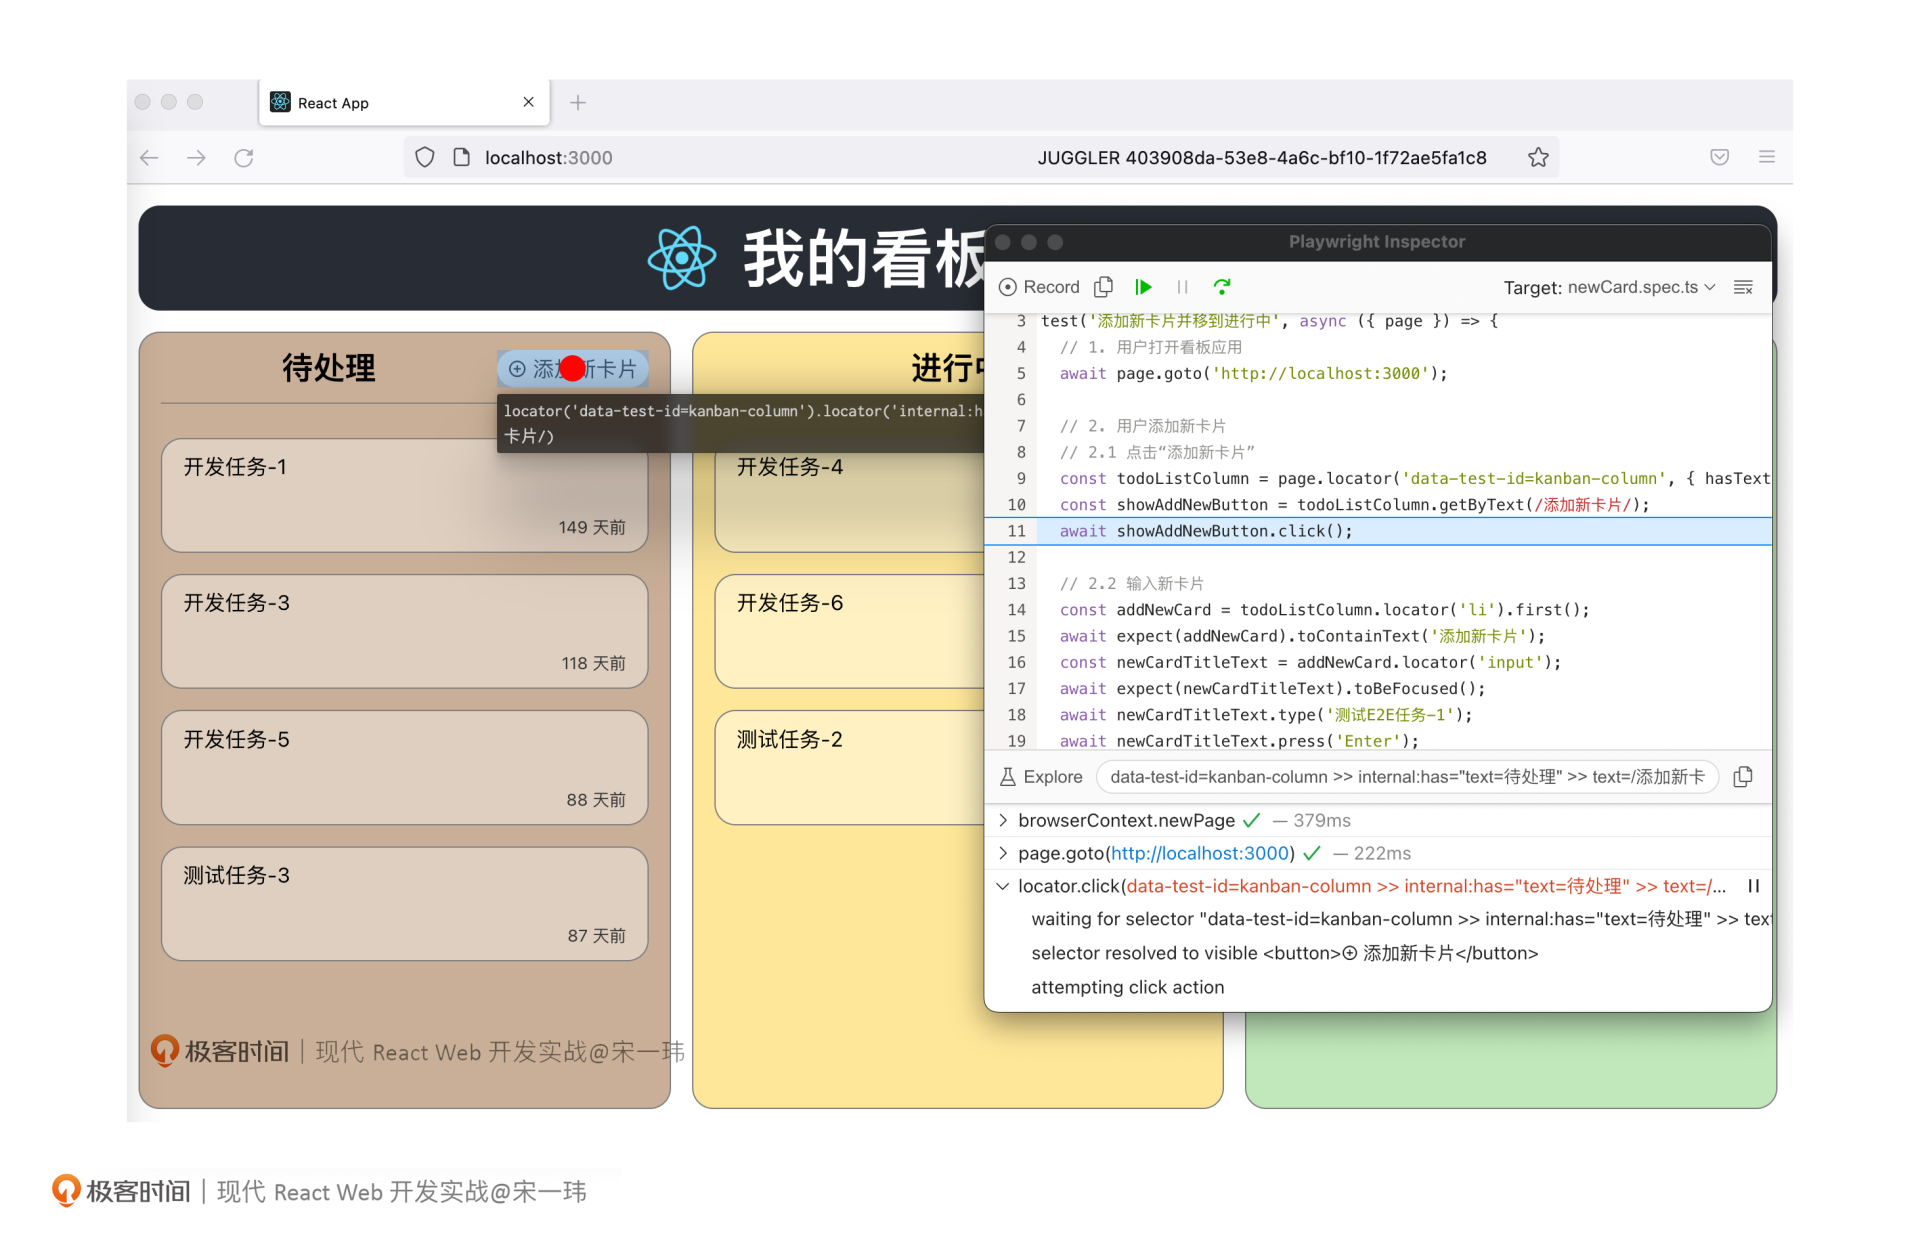 React App
localhost:3000
JUGGLER 403908da-53e8-4a6c-bf10-1f72ae5fa1c8
我的看板
待处理
添加新卡片
locator('data-test-id=kanban-column').locator('internal:ha
卡片/)
开发任务-1
149 天前
开发任务-3
118 天前
开发任务-5
88 天前
测试任务-3
87 天前
进行中
开发任务-4
开发任务-6
测试任务-2
Playwright Inspector
Record
Target: newCard.spec.ts
3 test('添加新卡片并移到进行中', async ({ page }) => {
4 // 1. 用户打开看板应用
5 await page.goto('http://localhost:3000');
6
7 // 2. 用户添加新卡片
8 // 2.1 点击“添加新卡片”
9 const todoListColumn = page.locator('data-test-id=kanban-column', { hasText
10 const showAddNewButton = todoListColumn.getByText(/添加新卡片/);
11 await showAddNewButton.click();
12
13 // 2.2 输入新卡片
14 const addNewCard = todoListColumn.locator('li').first();
15 await expect(addNewCard).toContainText('添加新卡片');
16 const newCardTitleText = addNewCard.locator('input');
17 await expect(newCardTitleText).toBeFocused();
18 await newCardTitleText.type('测试E2E任务-1');
19 await newCardTitleText.press('Enter');
Explore
data-test-id=kanban-column >> internal:has="text=待处理" >> text=/添加新卡
browserContext.newPage ✓ — 379ms
page.goto(http://localhost:3000) ✓ — 222ms
locator.click(data-test-id=kanban-column >> internal:has="text=待处理" >> text=/...
waiting for selector "data-test-id=kanban-column >> internal:has="text=待处理" >> text
selector resolved to visible <button>⊕ 添加新卡片</button>
attempting click action
极客时间 | 现代 React Web 开发实战@宋一玮
极客时间 | 现代 React Web 开发实战@宋一玮